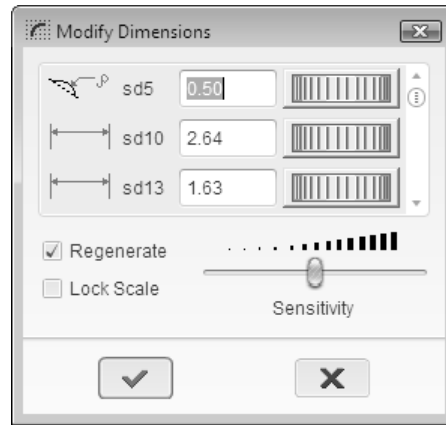 Modify Dimensions
sd5 0.50
sd10 2.64
sd13 1.63
Regenerate
Lock Scale
Sensitivity